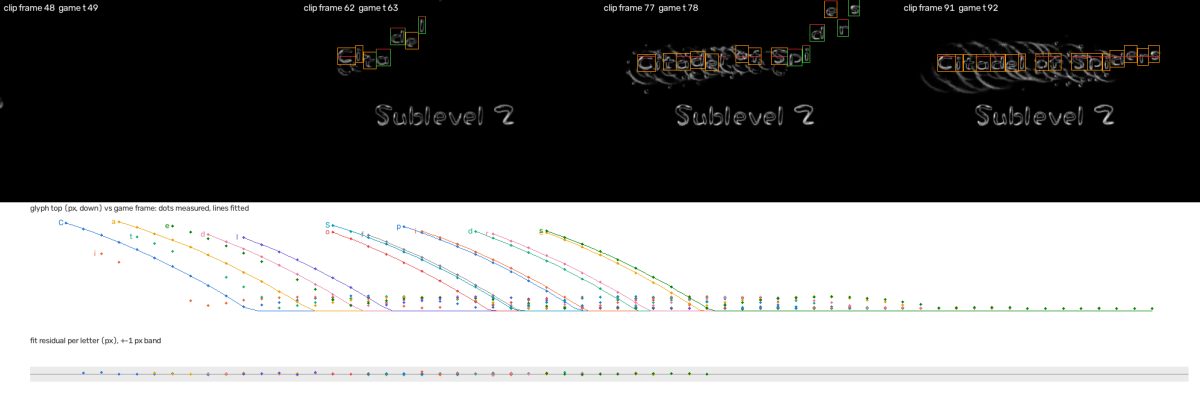 clip frame 48 game t 49
clip frame 62 game t 63
clip frame 77 game t 78
clip frame 91 game t 92
Sublevel 2
Sublevel 2
Citadel of Spiders
Sublevel 2
glyph top (px, down) vs game frame: dots measured, lines fitted
C i a t e d l S o f p i d r e s
fit residual per letter (px), +-1 px band